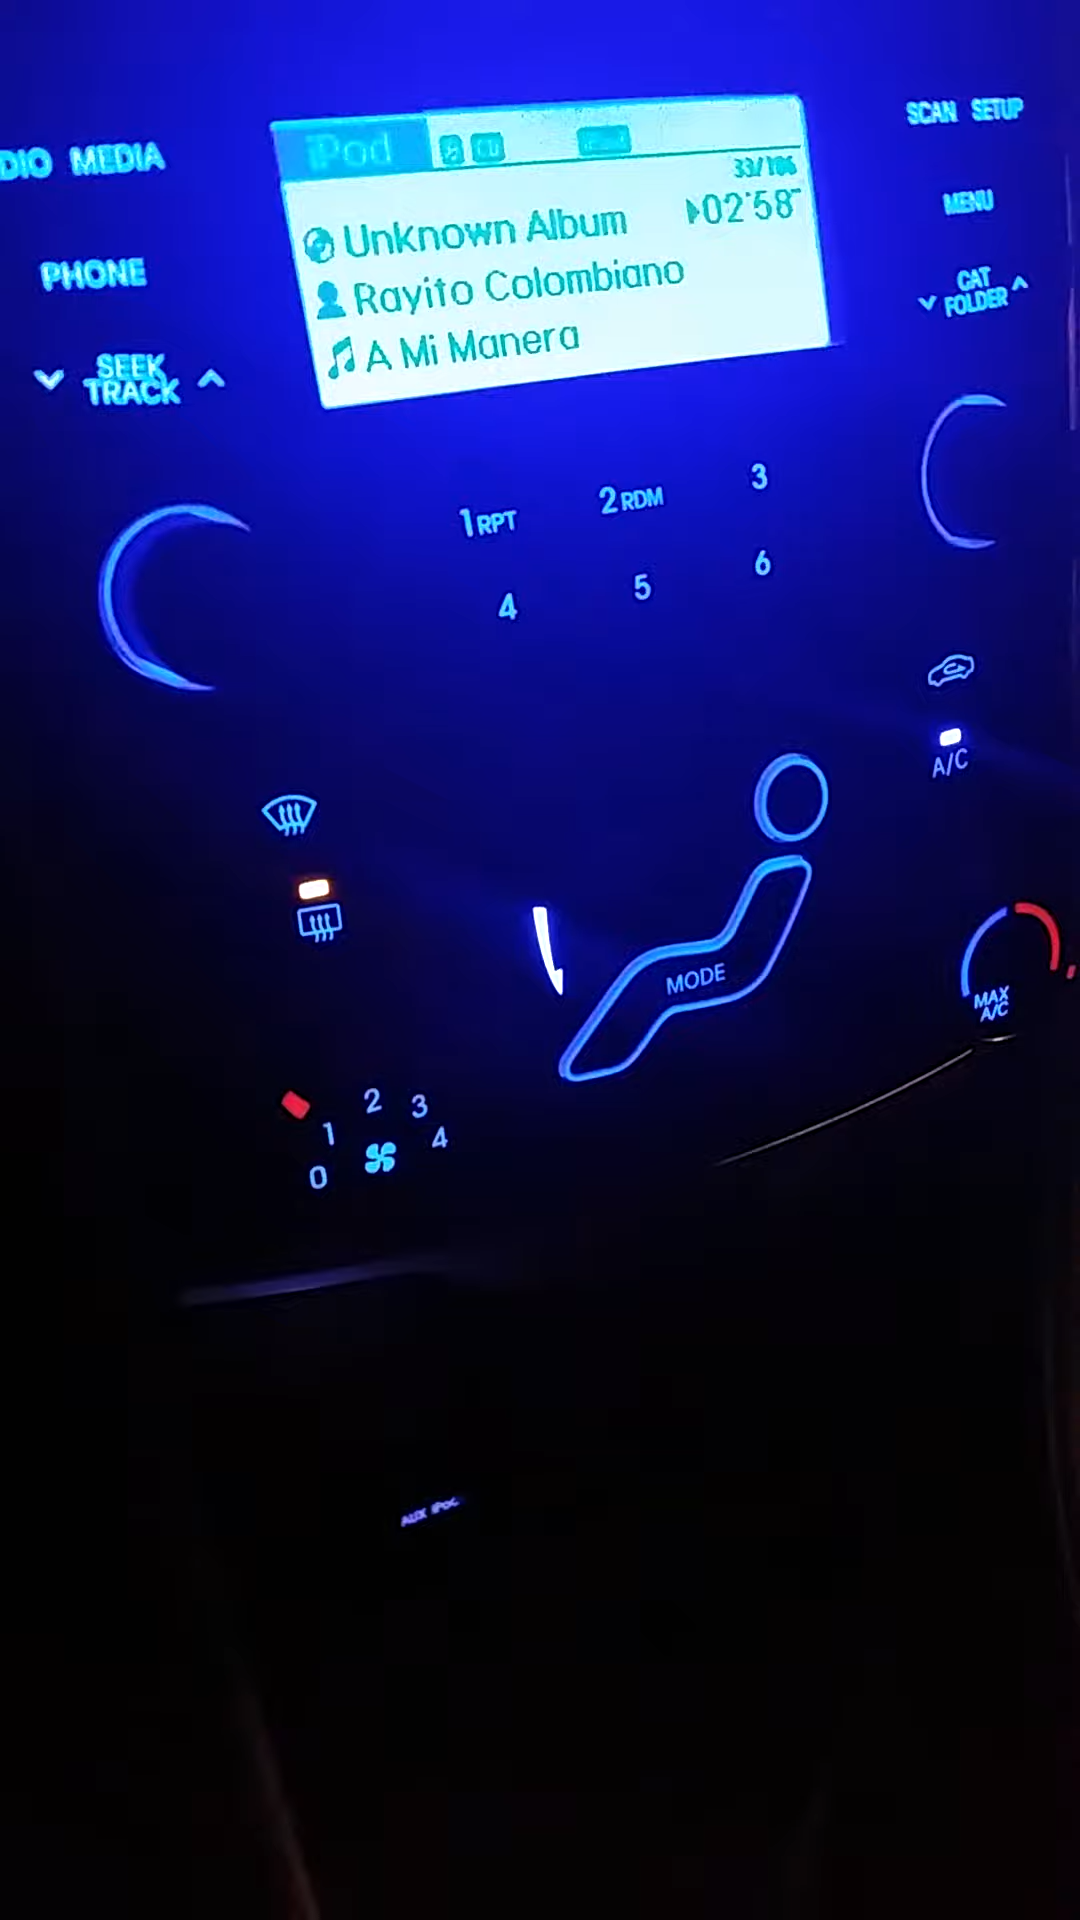 DIO MEDIA
SCAN SETUP
iPod
33/186
Unknown Album 02'58"
Rayito Colombiano
A Mi Manera
MENU
PHONE
CAT
FOLDER
SEEK
TRACK
1 RPT 2 RDM 3
4 5 6
A/C
MODE
MAX
A/C
0 1 2 3 4
AUX iPod